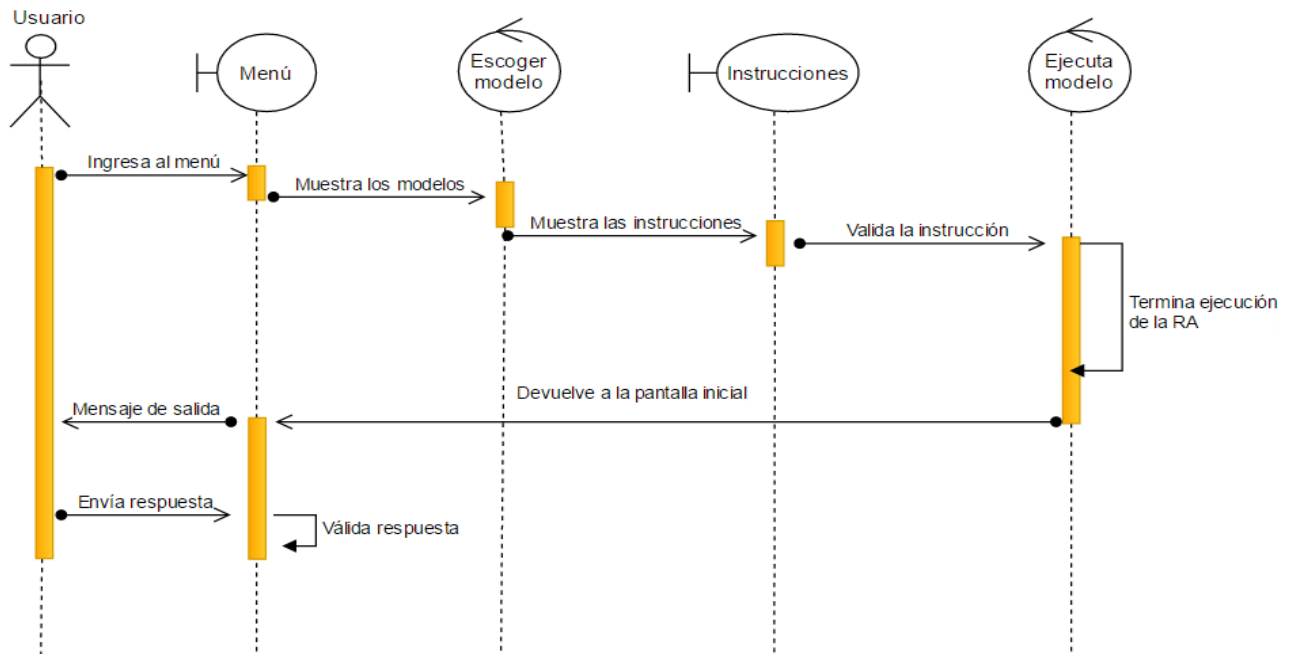 Usuario
Menú
Escoger
modelo
Instrucciones
Ejecuta
modelo
Ingresa al menú
Muestra los modelos
Muestra las instrucciones
Valida la instrucción
Termina ejecución
de la RA
Devuelve a la pantalla inicial
Mensaje de salida
Envía respuesta
Válida respuesta